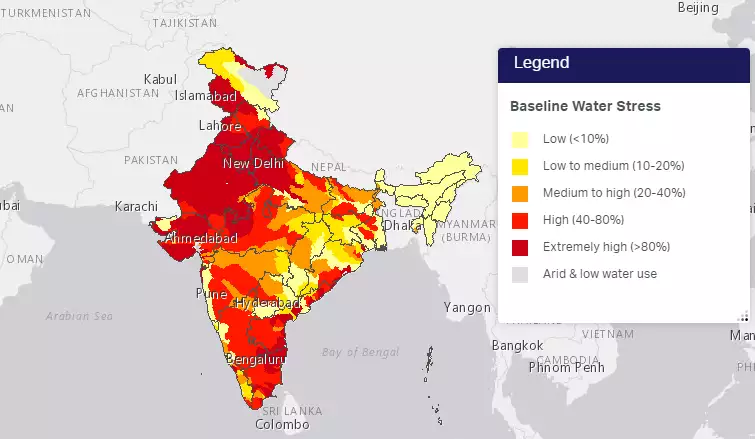 TURKMENISTAN
TAJIKISTAN
Beijing
Kabul
AFGHANISTAN
Islamabad
Lahore
PAKISTAN
New Delhi
NEPAL
Karachi
Ahmedabad
Dhaka
MYANMAR
(BURMA)
OMAN
Arabian Sea
Pune
Hyderabad
Yangon
Bengaluru
Bay of Bengal
Bangkok
VIETNAM
CAMBODIA
Phnom Penh
SRI LANKA
Colombo
Legend
Baseline Water Stress
Low (<10%)
Low to medium (10-20%)
Medium to high (20-40%)
High (40-80%)
Extremely high (>80%)
Arid & low water use